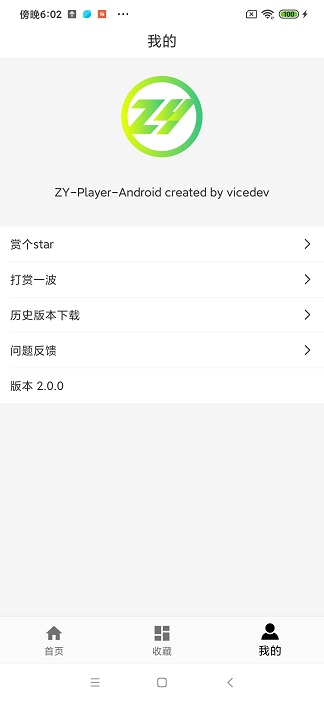 傍晚6:02
100
我的
ZY
ZY-Player-Android created by vicedev
赏个star
打赏一波
历史版本下载
问题反馈
版本 2.0.0
首页
收藏
我的